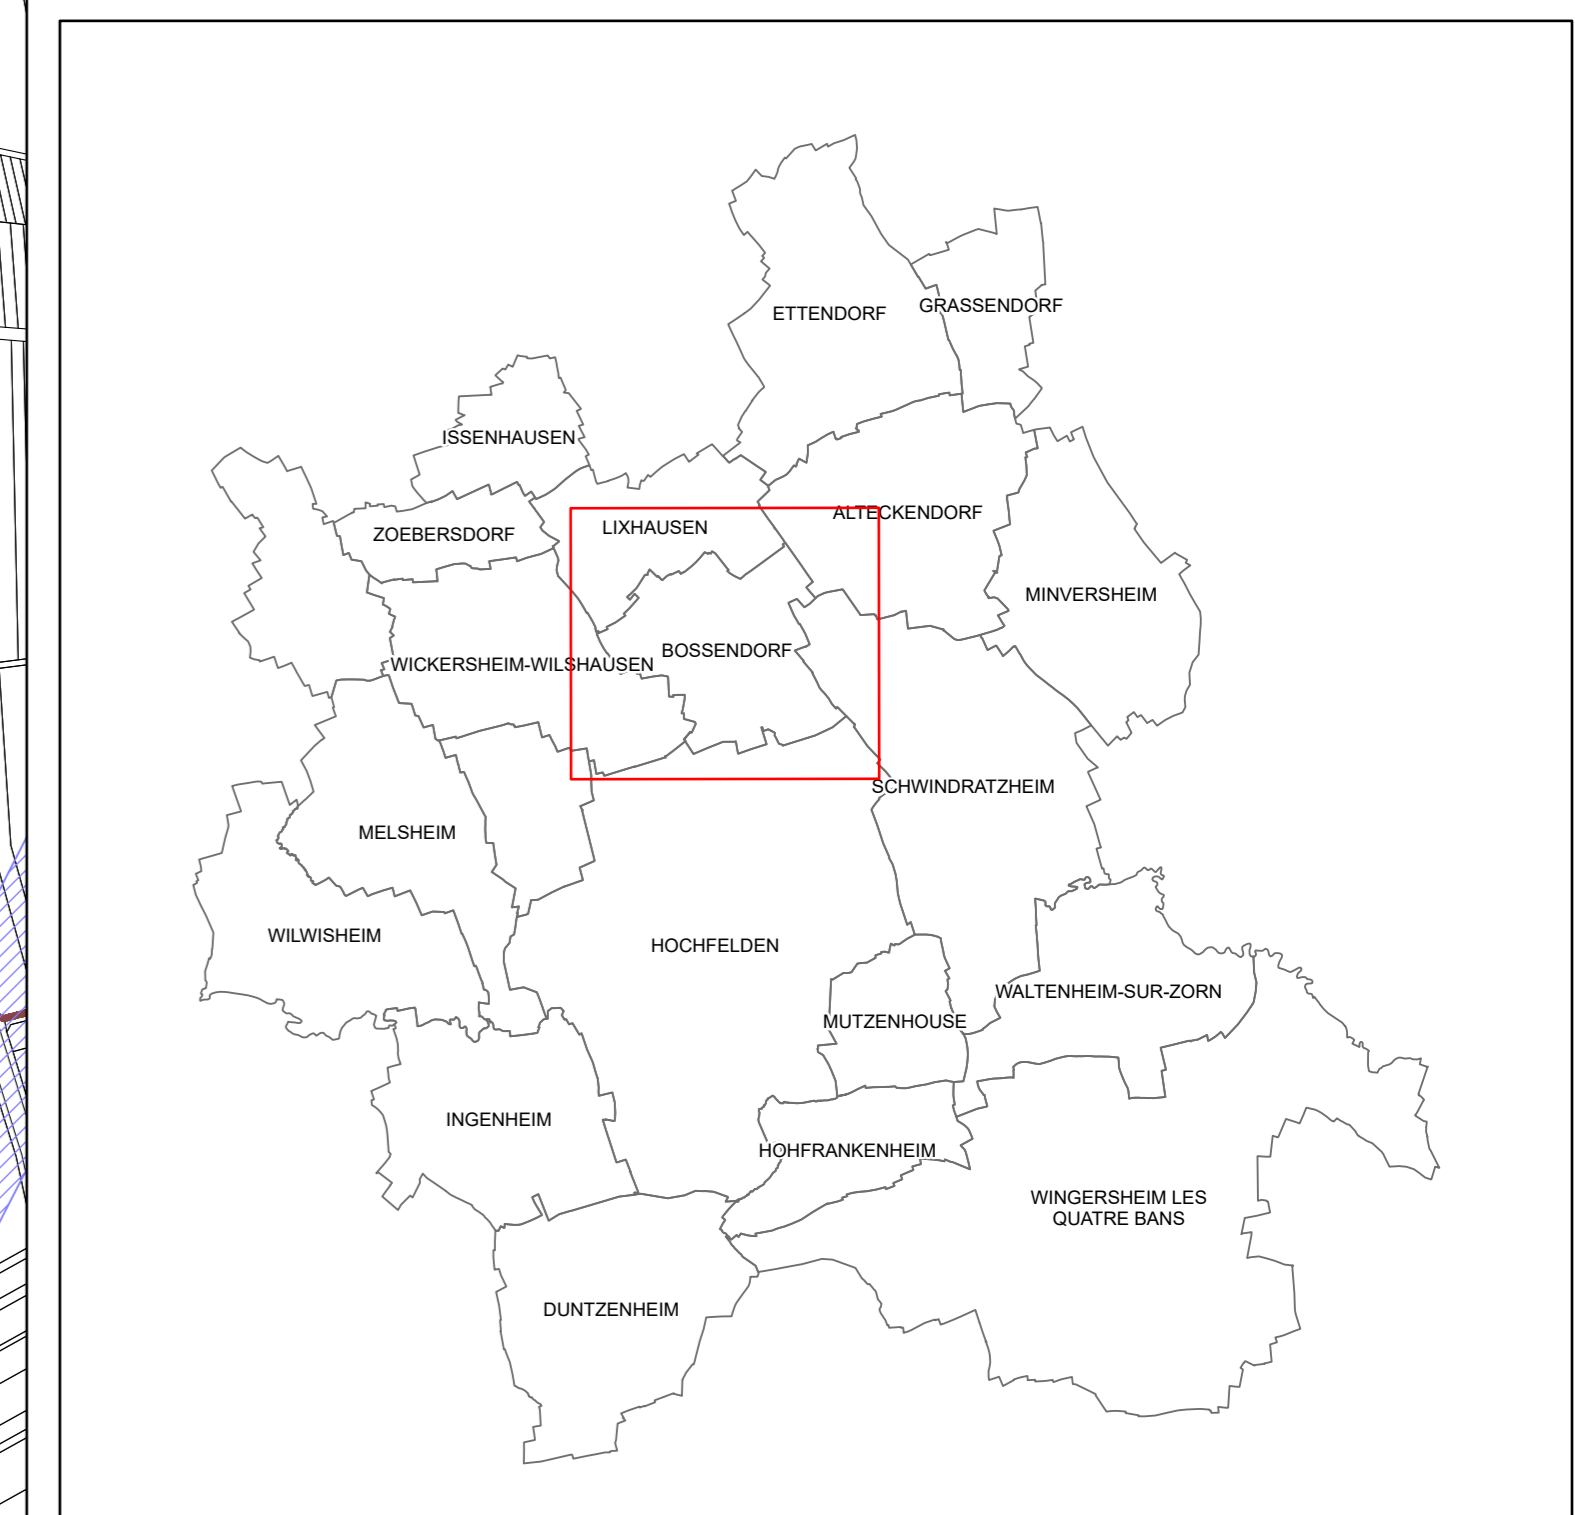 ETTENDORF
GRASSENDORF
ISSENHAUSEN
ALTECKENDORF
LIXHAUSEN
ZOEBERSDORF
MINVERSHEIM
BOSSENDORF
WICKERSHEIM-WILSHAUSEN
SCHWINDRATZHEIM
MELSHEIM
WILWISHEIM
HOCHFELDEN
WALTENHEIM-SUR-ZORN
MUTZENHOUSE
INGENHEIM
HOHFRANKENHEIM
WINGERSHEIM LES
QUATRE BANS
DUNTZENHEIM